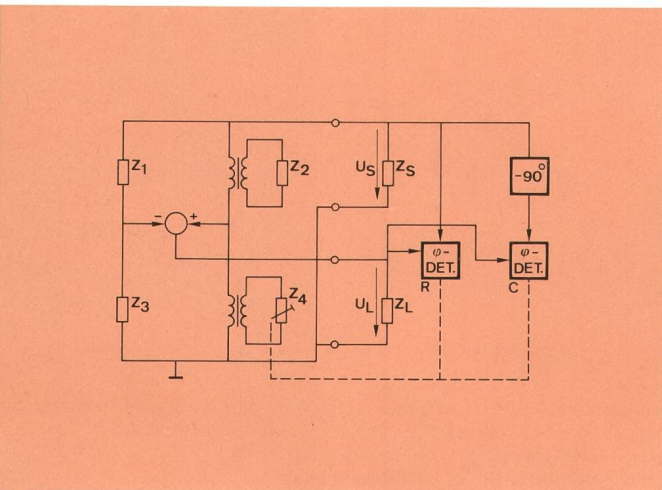 Z1
Z2
US
ZS
-90°
- +
φ-
DET.
R
φ-
DET.
C
Z3
Z4
UL
ZL